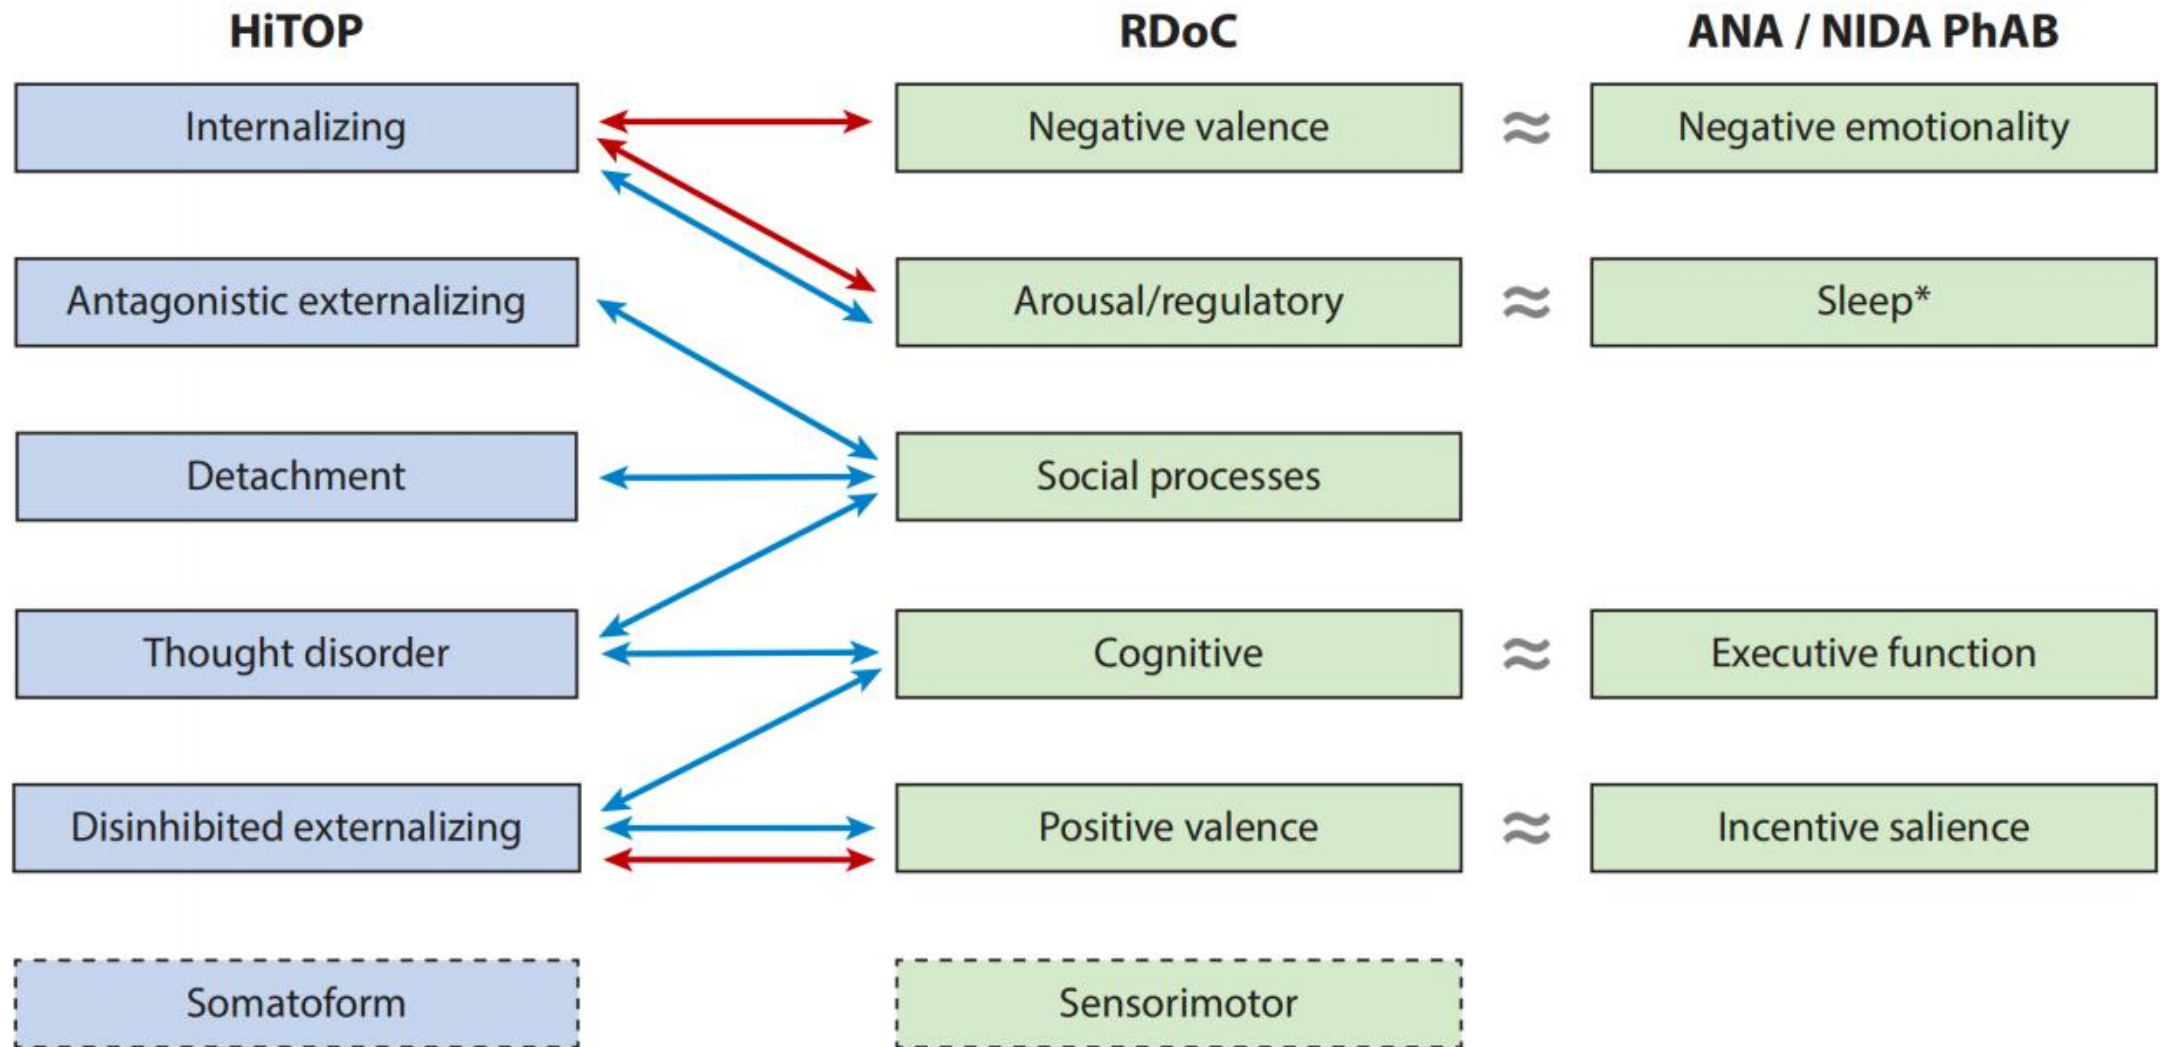 HiTOP RDoC ANA / NIDA PhAB
Internalizing Negative valence ≈ Negative emotionality
Antagonistic externalizing Arousal/regulatory ≈ Sleep*
Detachment Social processes
Thought disorder Cognitive ≈ Executive function
Disinhibited externalizing Positive valence ≈ Incentive salience
Somatoform Sensorimotor